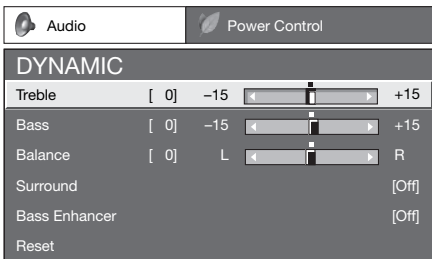 Audio Power Control
DYNAMIC
Treble [ 0] –15 +15
Bass [ 0] –15 +15
Balance [ 0] L R
Surround [Off]
Bass Enhancer [Off]
Reset